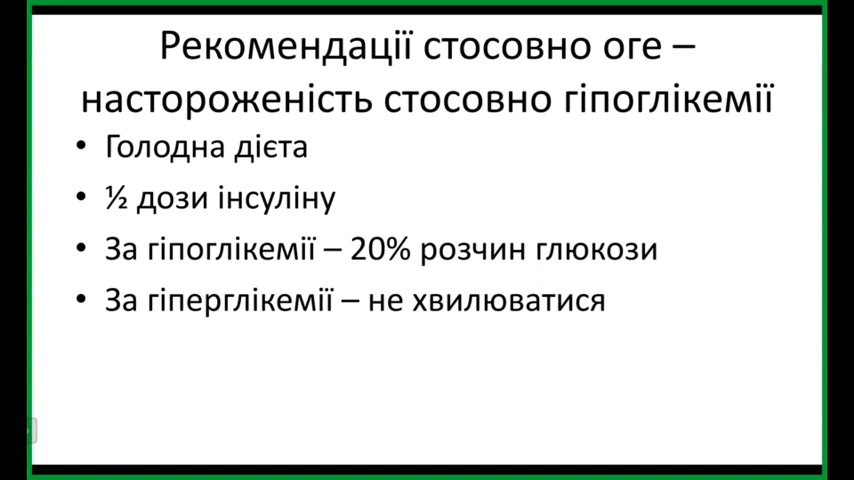 Рекомендації стосовно оге –
настороженість стосовно гіпоглікемії
• Голодна дієта
• ½ дози інсуліну
• За гіпоглікемії – 20% розчин глюкози
• За гіперглікемії – не хвилюватися